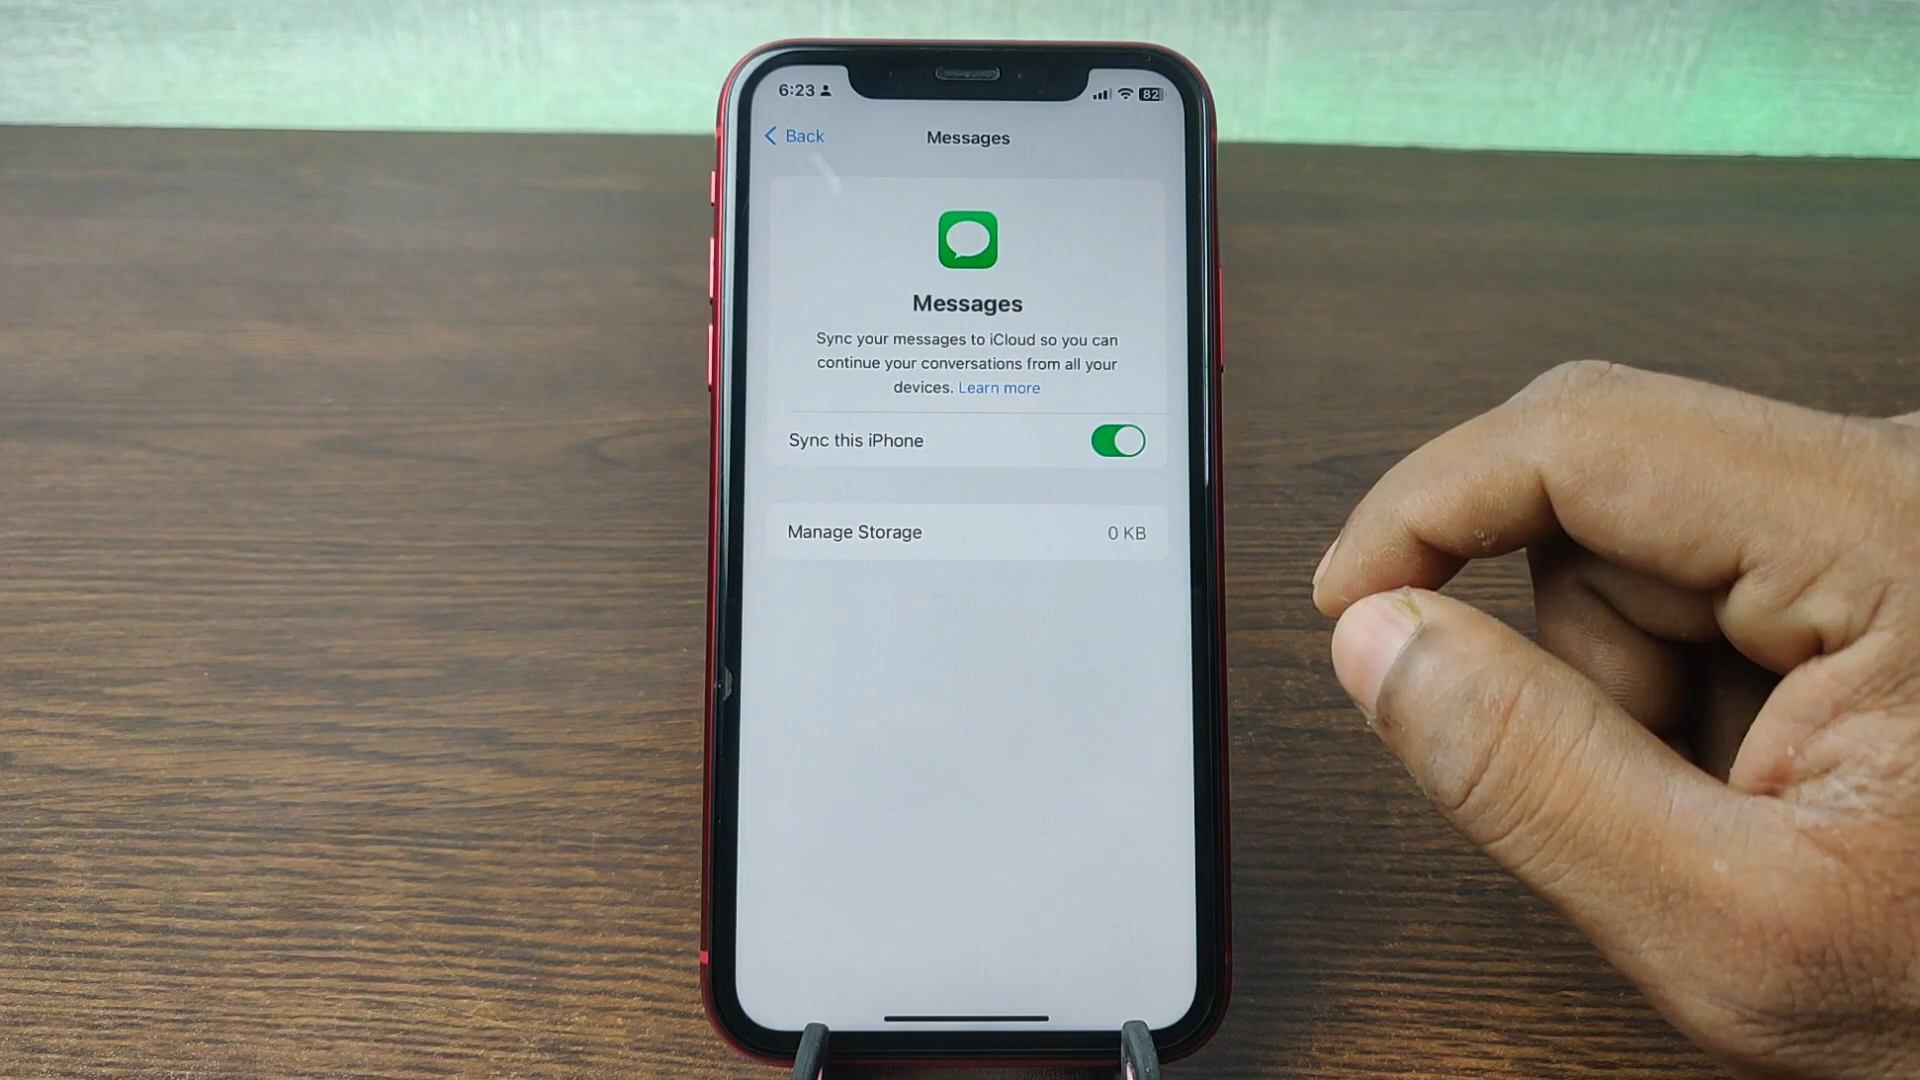 6:23
82
Back
Messages
Messages
Sync your messages to iCloud so you can
continue your conversations from all your
devices. Learn more
Sync this iPhone
Manage Storage 0 KB